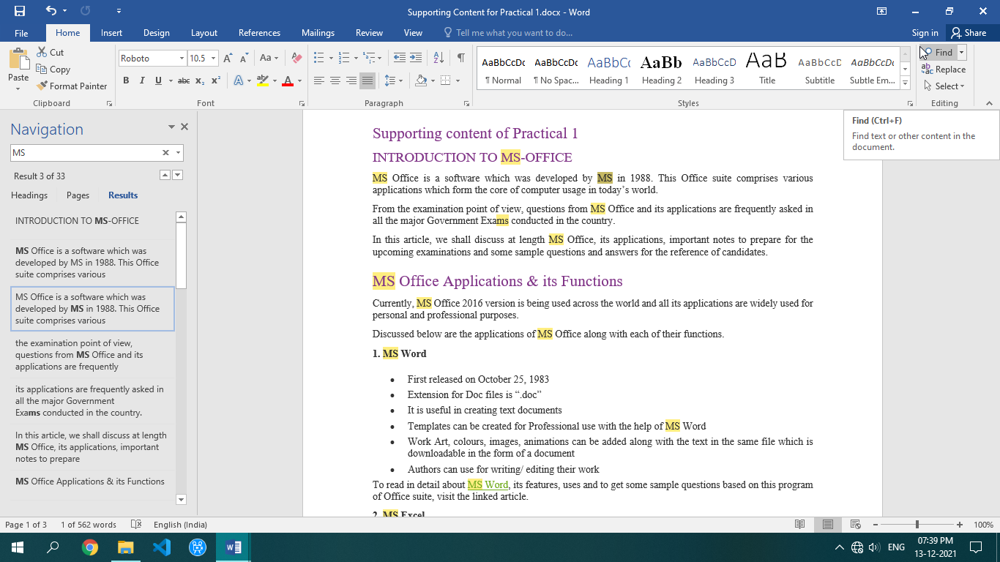 Supporting Content for Practical 1.docx - Word
File Home Insert Design Layout References Mailings Review View Tell me what you want to do... Sign in Share
Paste
Cut
Copy
Format Painter
Clipboard
Roboto 10.5 A A Aa A
B I U abc x₂ x² A ab A
Font
Paragraph
AaBbCcDc AaBbCcDc AaBbCc AaBb AaBbCcD AaB AaBbCcD AaBbCcDc
¶ Normal ¶ No Spac... Heading 1 Heading 2 Heading 3 Title Subtitle Subtle Em...
Styles
Find
Replace
Select
Editing
Find (Ctrl+F)
Find text or other content in the
document.
Navigation
MS
Result 3 of 33
Headings Pages Results
INTRODUCTION TO MS-OFFICE
MS Office is a software which was
developed by MS in 1988. This Office
suite comprises various
MS Office is a software which was
developed by MS in 1988. This Office
suite comprises various
the examination point of view,
questions from MS Office and its
applications are frequently
its applications are frequently asked in
all the major Government
Exams conducted in the country.
In this article, we shall discuss at length
MS Office, its applications, important
notes to prepare
MS Office Applications & its Functions
Supporting content of Practical 1
INTRODUCTION TO MS-OFFICE
MS Office is a software which was developed by MS in 1988. This Office suite comprises various
applications which form the core of computer usage in today’s world.
From the examination point of view, questions from MS Office and its applications are frequently asked in
all the major Government Exams conducted in the country.
In this article, we shall discuss at length MS Office, its applications, important notes to prepare for the
upcoming examinations and some sample questions and answers for the reference of candidates.
MS Office Applications & its Functions
Currently, MS Office 2016 version is being used across the world and all its applications are widely used for
personal and professional purposes.
Discussed below are the applications of MS Office along with each of their functions.
1. MS Word
• First released on October 25, 1983
• Extension for Doc files is “.doc”
• It is useful in creating text documents
• Templates can be created for Professional use with the help of MS Word
• Work Art, colours, images, animations can be added along with the text in the same file which is
downloadable in the form of a document
• Authors can use for writing/ editing their work
To read in detail about MS Word, its features, uses and to get some sample questions based on this program
of Office suite, visit the linked article.
2. MS Excel
Page 1 of 3 1 of 562 words English (India) 100%
ENG
07:39 PM
13-12-2021